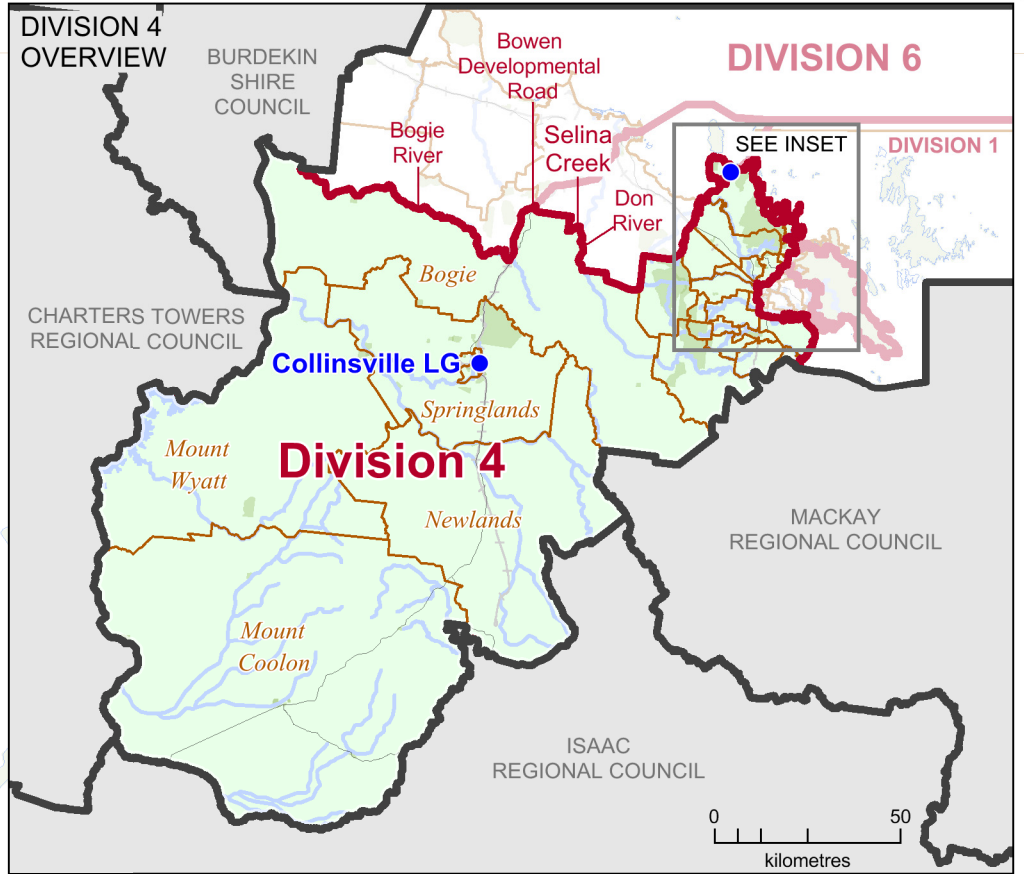 DIVISION 4
OVERVIEW
BURDEKIN
SHIRE
COUNCIL
Bowen
Developmental
Road
DIVISION 6
Bogie
River
Selina
Creek
SEE INSET
DIVISION 1
Don
River
Bogie
CHARTERS TOWERS
REGIONAL COUNCIL
Collinsville LG
Springlands
Mount
Wyatt
Division 4
Newlands
MACKAY
REGIONAL COUNCIL
Mount
Coolon
ISAAC
REGIONAL COUNCIL
0 50
kilometres